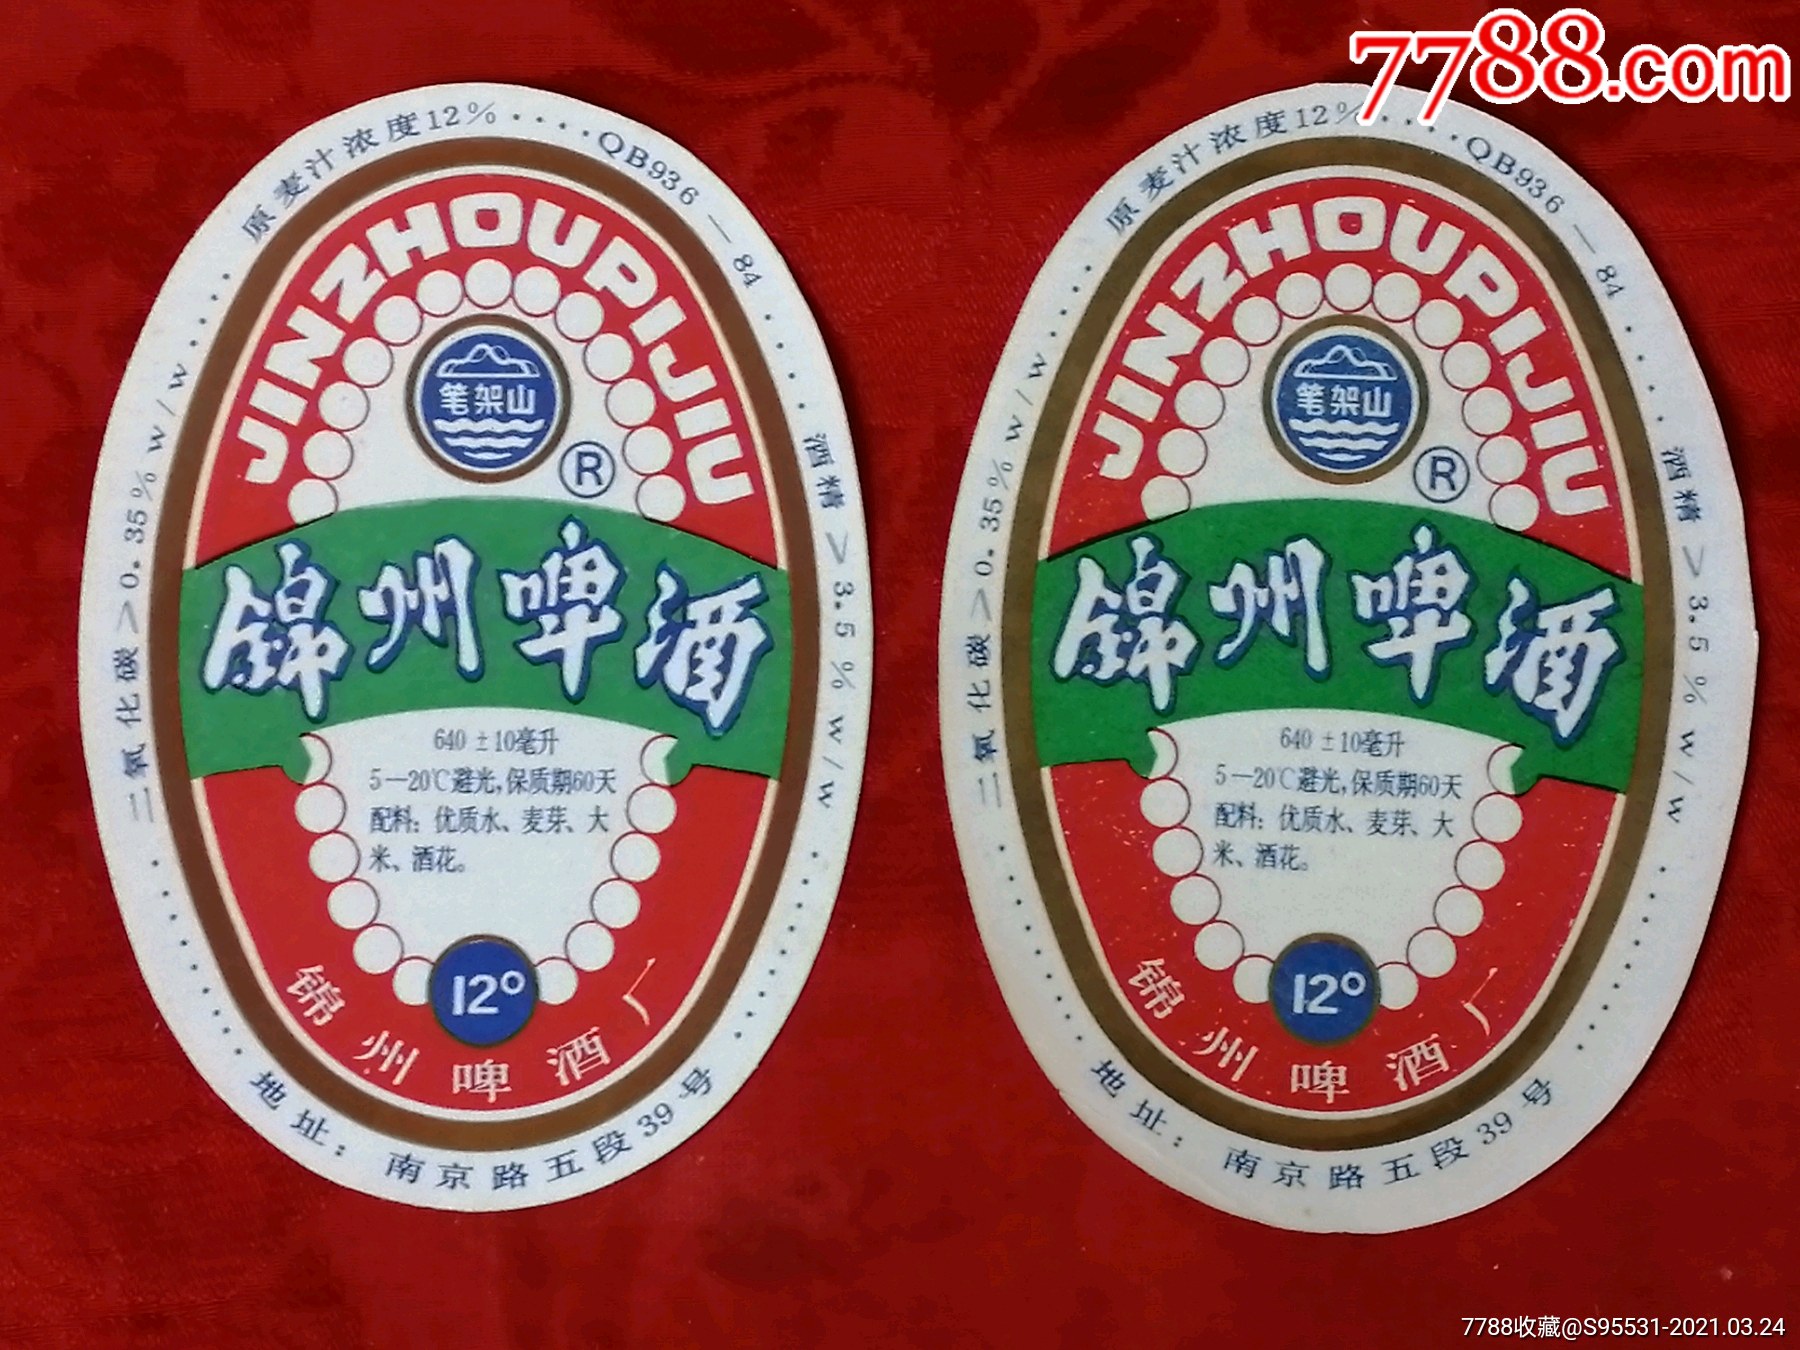 7788.com
原麦汁浓度12%····QB936—84
二氧化碳>0.35%w/w
酒精>3.5%w/w
JINZHOUPIJIU
笔架山
R
锦州啤酒
640±10毫升
5—20℃避光,保质期60天
配料：优质水、麦芽、大
米、酒花。
12°
锦州啤酒厂
地址：南京路五段39号
原麦汁浓度12%····QB936—84
二氧化碳>0.35%w/w
酒精>3.5%w/w
JINZHOUPIJIU
笔架山
R
锦州啤酒
640±10毫升
5—20℃避光,保质期60天
配料：优质水、麦芽、大
米、酒花。
12°
锦州啤酒厂
地址：南京路五段39号
7788收藏@S95531-2021.03.24